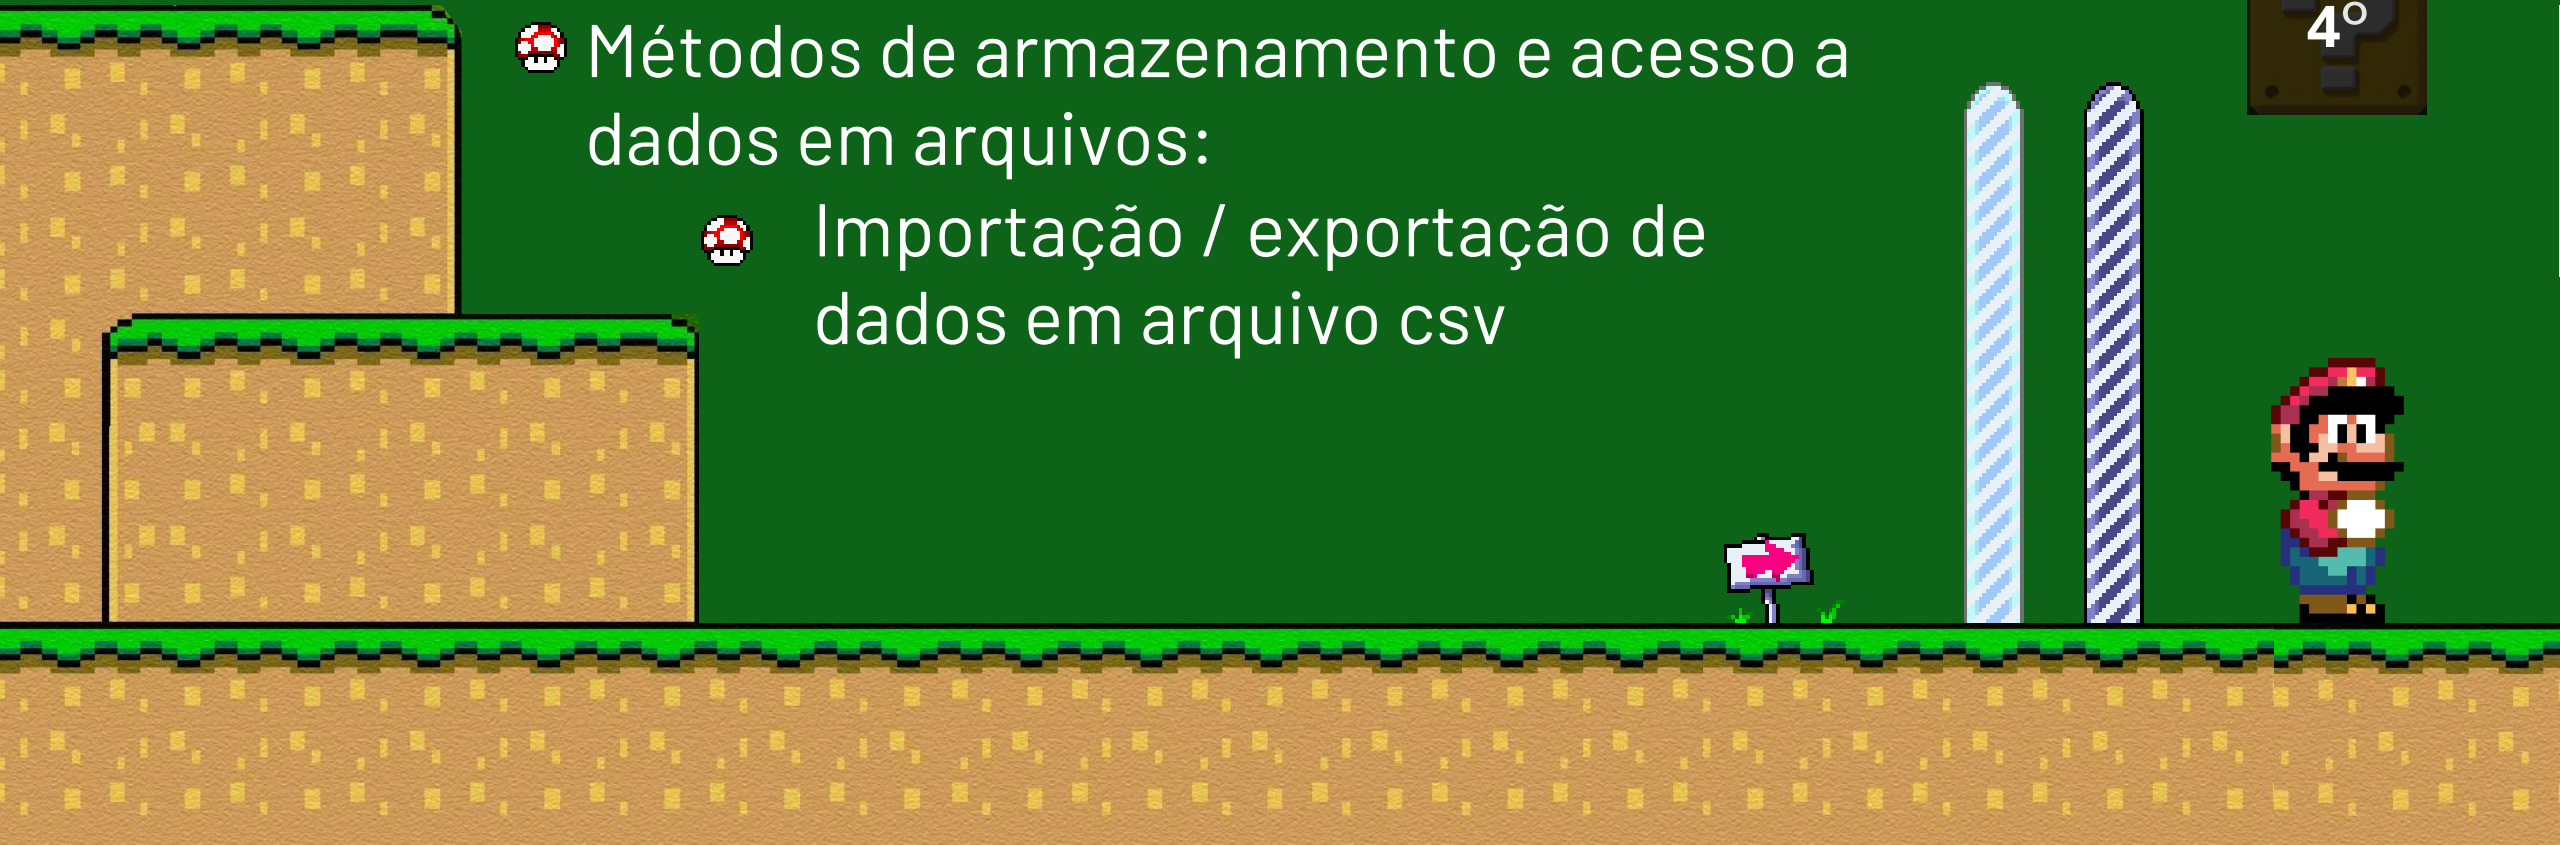 Métodos de armazenamento e acesso a
dados em arquivos:
Importação / exportação de
dados em arquivo csv
4º